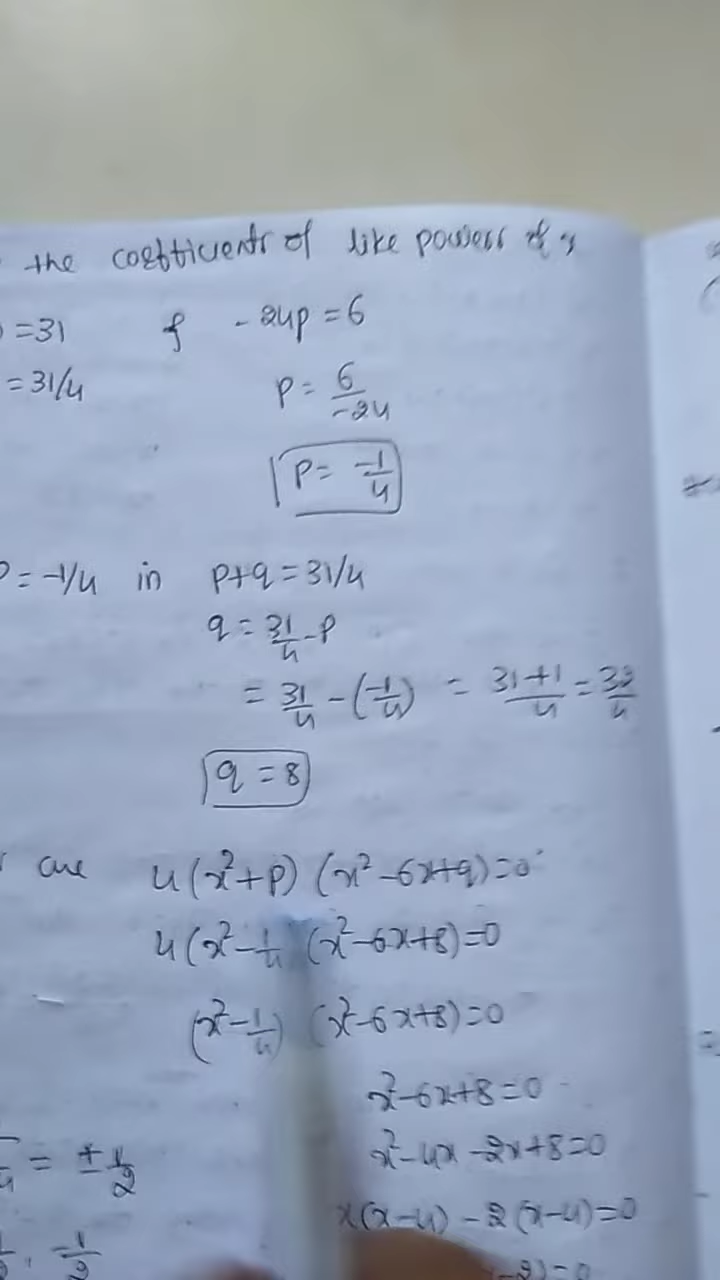 the coefficients of like powers of x
=31 & -24p = 6
= 31/4 p = 6/-24
p = -1/4
p = -1/4 in p+q = 31/4
q = 31/4 - p
= 31/4 - (-1/4) = 31+1/4 = 32/4
q = 8
are 4(x²+p) (x²-6x+q)=0
4(x²-1/4 (x²-6x+8)=0
(x²-1/4) (x²-6x+8)=0
x²-6x+8=0
= ±1/2 x²-4x-2x+8=0
x(x-4) -2(x-4)=0
, -1/2 -2)=0